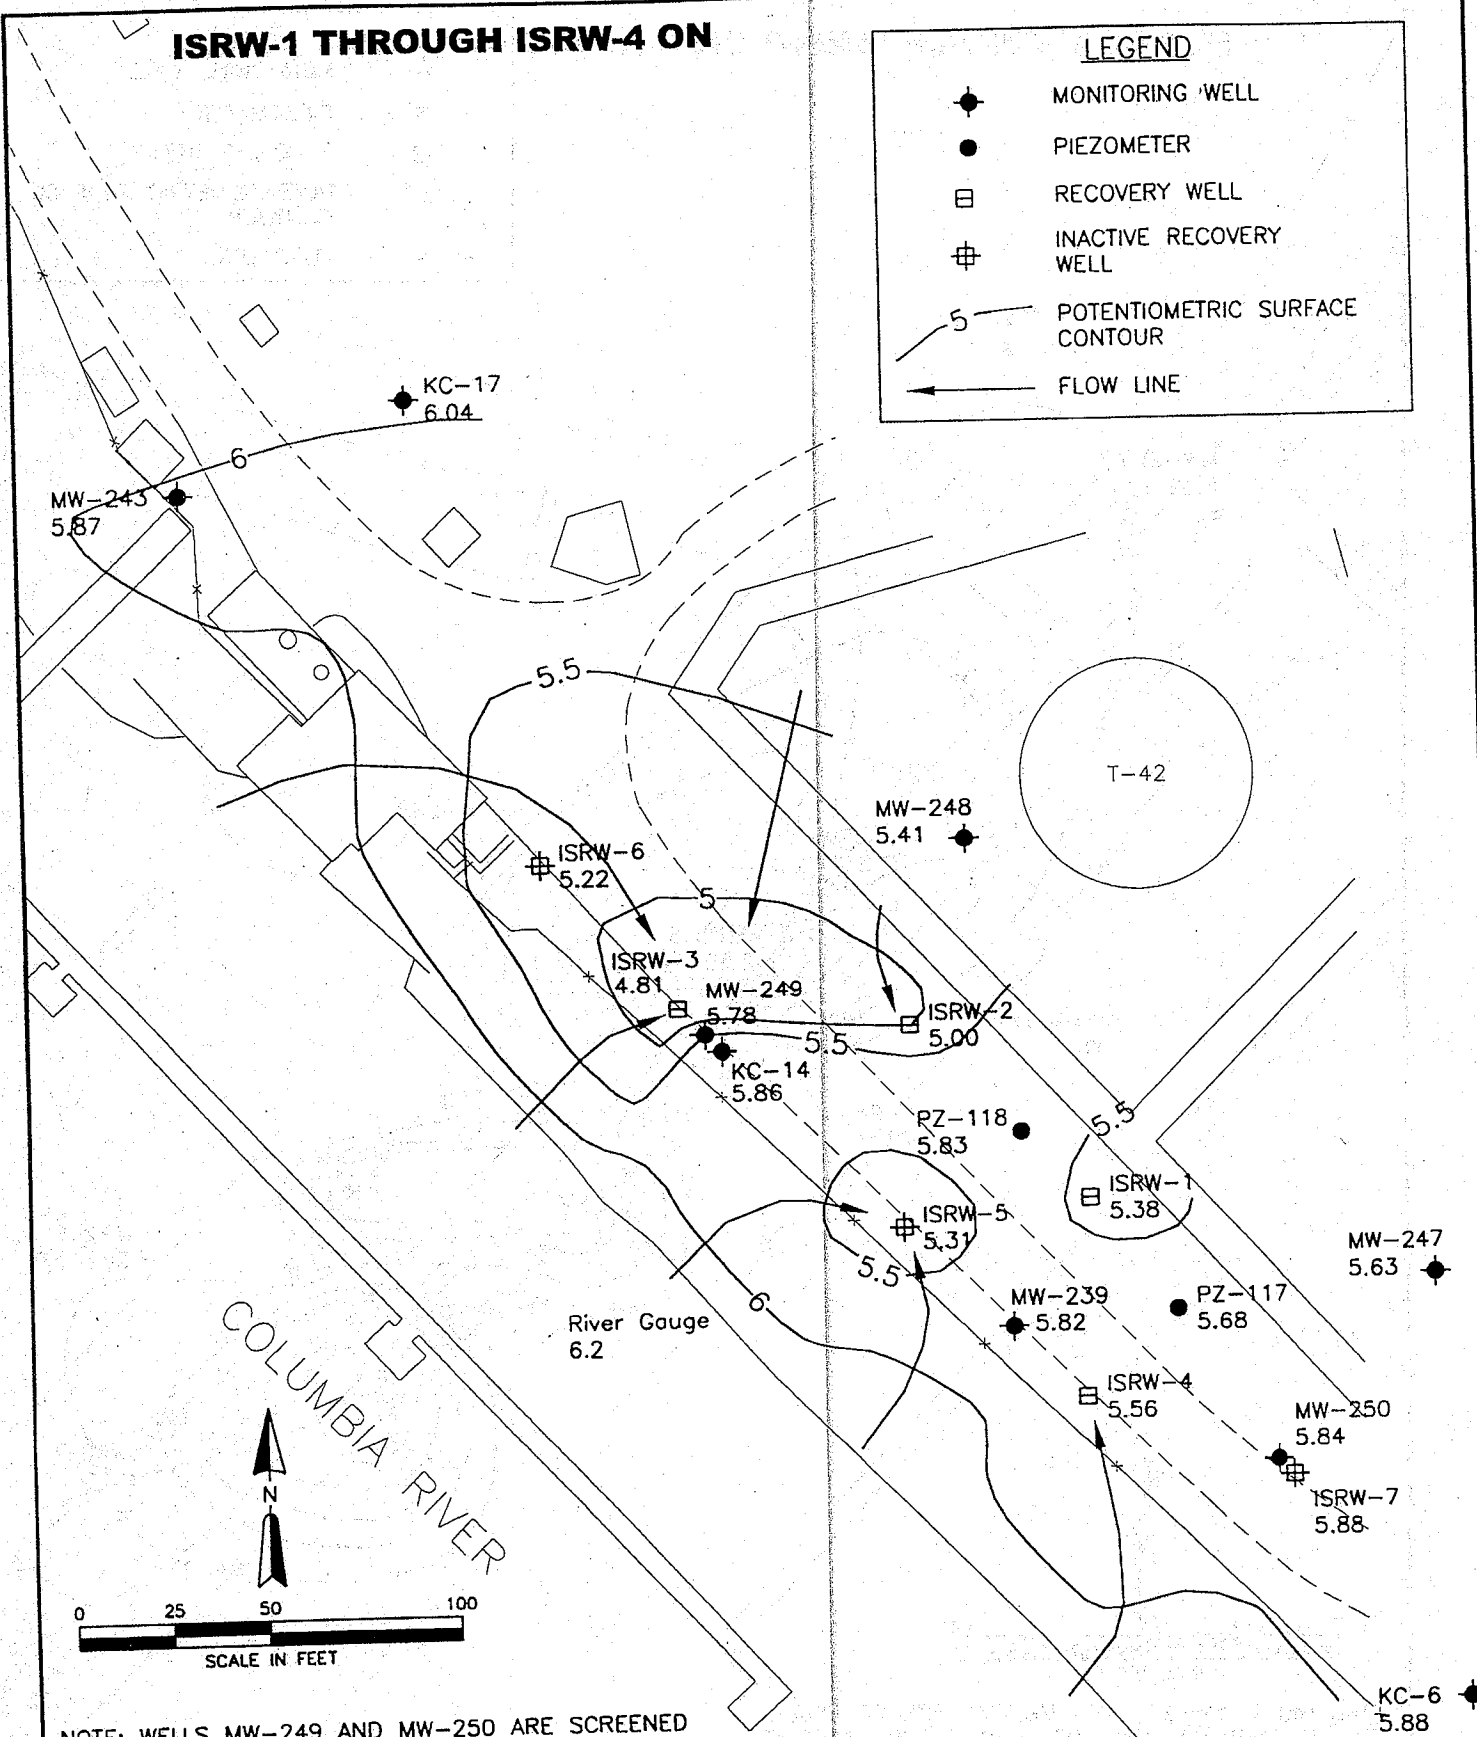 ISRW-1 THROUGH ISRW-4 ON
LEGEND
MONITORING WELL
PIEZOMETER
RECOVERY WELL
INACTIVE RECOVERY
WELL
5
POTENTIOMETRIC SURFACE
CONTOUR
FLOW LINE
KC-17
6.04
6
MW-243
5.87
5.5
T-42
MW-248
5.41
ISRW-6
5.22
5
ISRW-3
4.81
MW-249
5.78
ISRW-2
5.00
5.5
KC-14
5.86
PZ-118
5.83
5.5
ISRW-1
5.38
ISRW-5
5.31
5.5
MW-247
5.63
6
River Gauge
6.2
MW-239
5.82
PZ-117
5.68
ISRW-4
5.56
MW-250
5.84
ISRW-7
5.88
COLUMBIA RIVER
N
0 25 50 100
SCALE IN FEET
KC-6
5.88
NOTE: WELLS MW-249 AND MW-250 ARE SCREENED